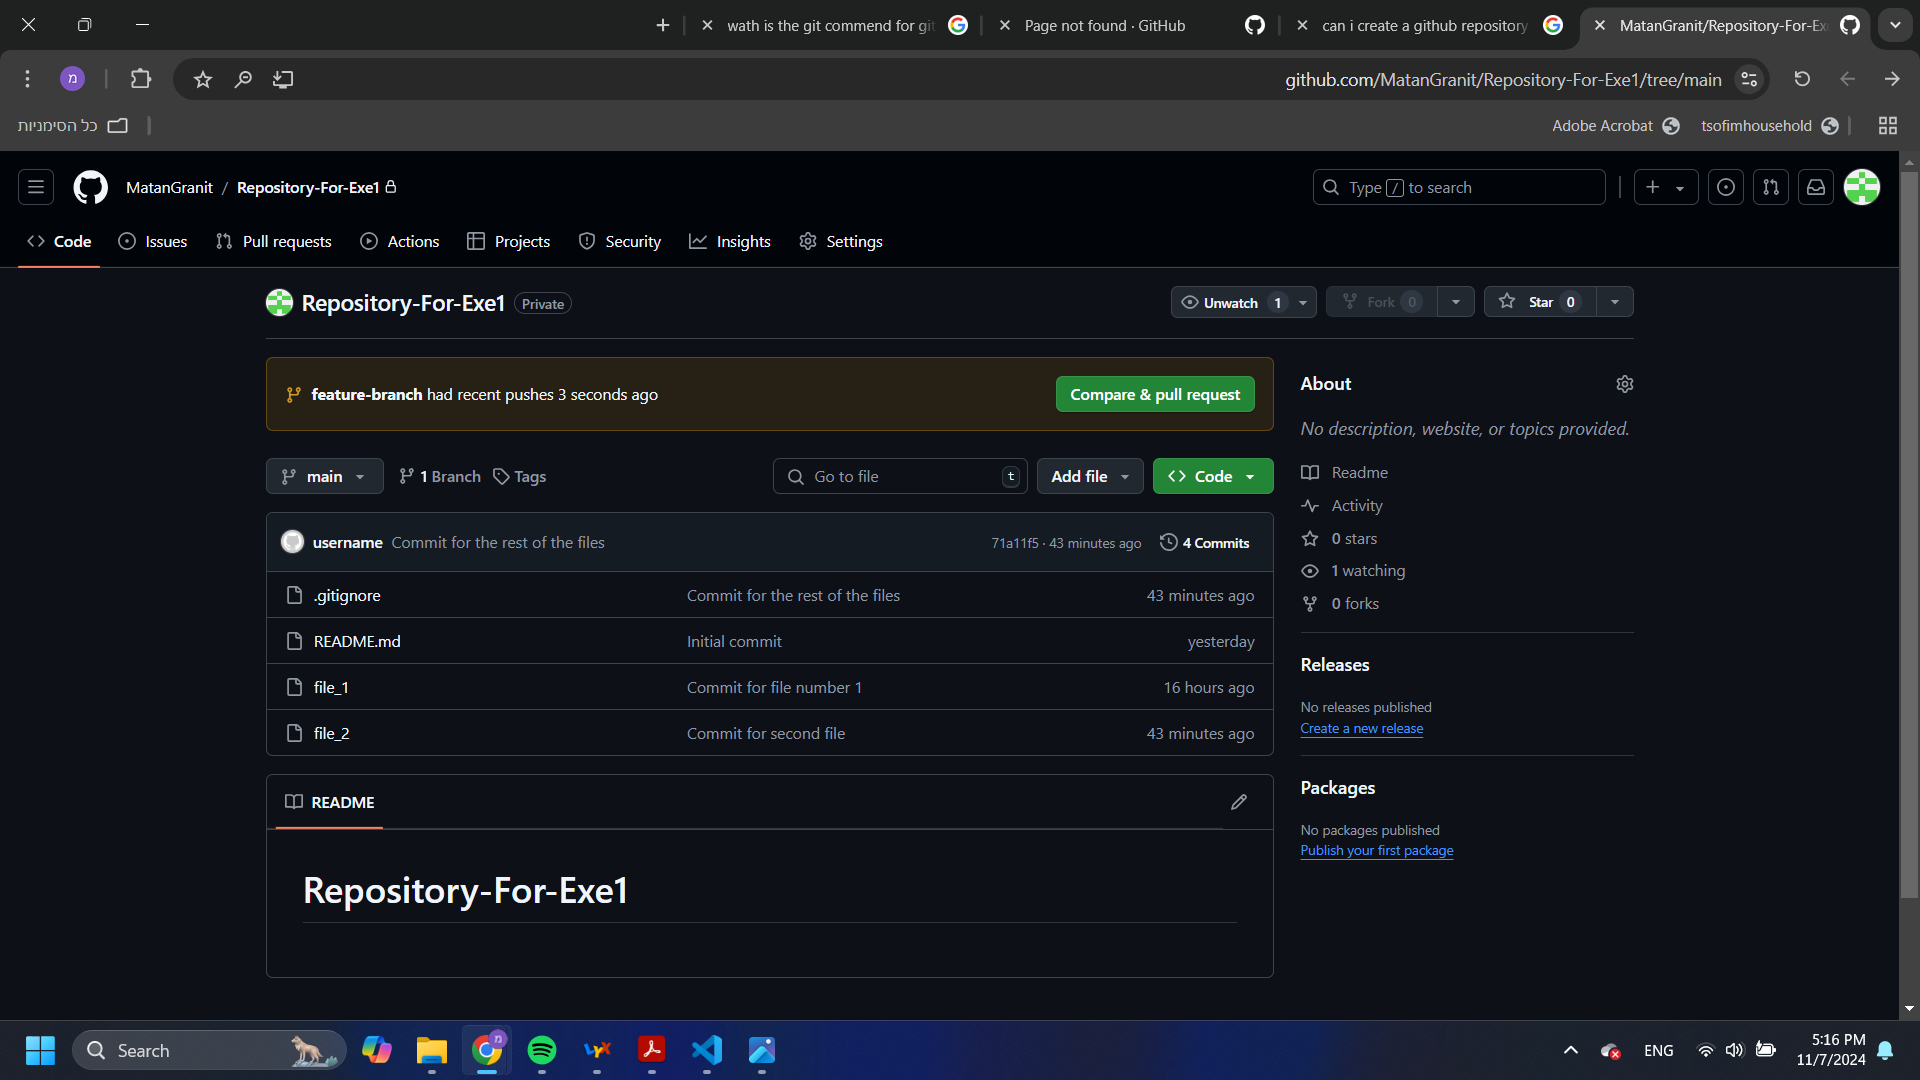 wath is the git commend for git
Page not found · GitHub
can i create a github repository
MatanGranit/Repository-For-Ex
מ
github.com/MatanGranit/Repository-For-Exe1/tree/main
כל הסימניות
Adobe Acrobat
tsofimhousehold
MatanGranit / Repository-For-Exe1
Type / to search
Code
Issues
Pull requests
Actions
Projects
Security
Insights
Settings
Repository-For-Exe1 Private
Unwatch 1
Fork 0
Star 0
feature-branch had recent pushes 3 seconds ago
Compare & pull request
main
1 Branch
Tags
Go to file t
Add file
Code
username Commit for the rest of the files 71a11f5 · 43 minutes ago 4 Commits
.gitignore Commit for the rest of the files 43 minutes ago
README.md Initial commit yesterday
file_1 Commit for file number 1 16 hours ago
file_2 Commit for second file 43 minutes ago
README
Repository-For-Exe1
About
No description, website, or topics provided.
Readme
Activity
0 stars
1 watching
0 forks
Releases
No releases published
Create a new release
Packages
No packages published
Publish your first package
Search
מ
ENG
5:16 PM
11/7/2024